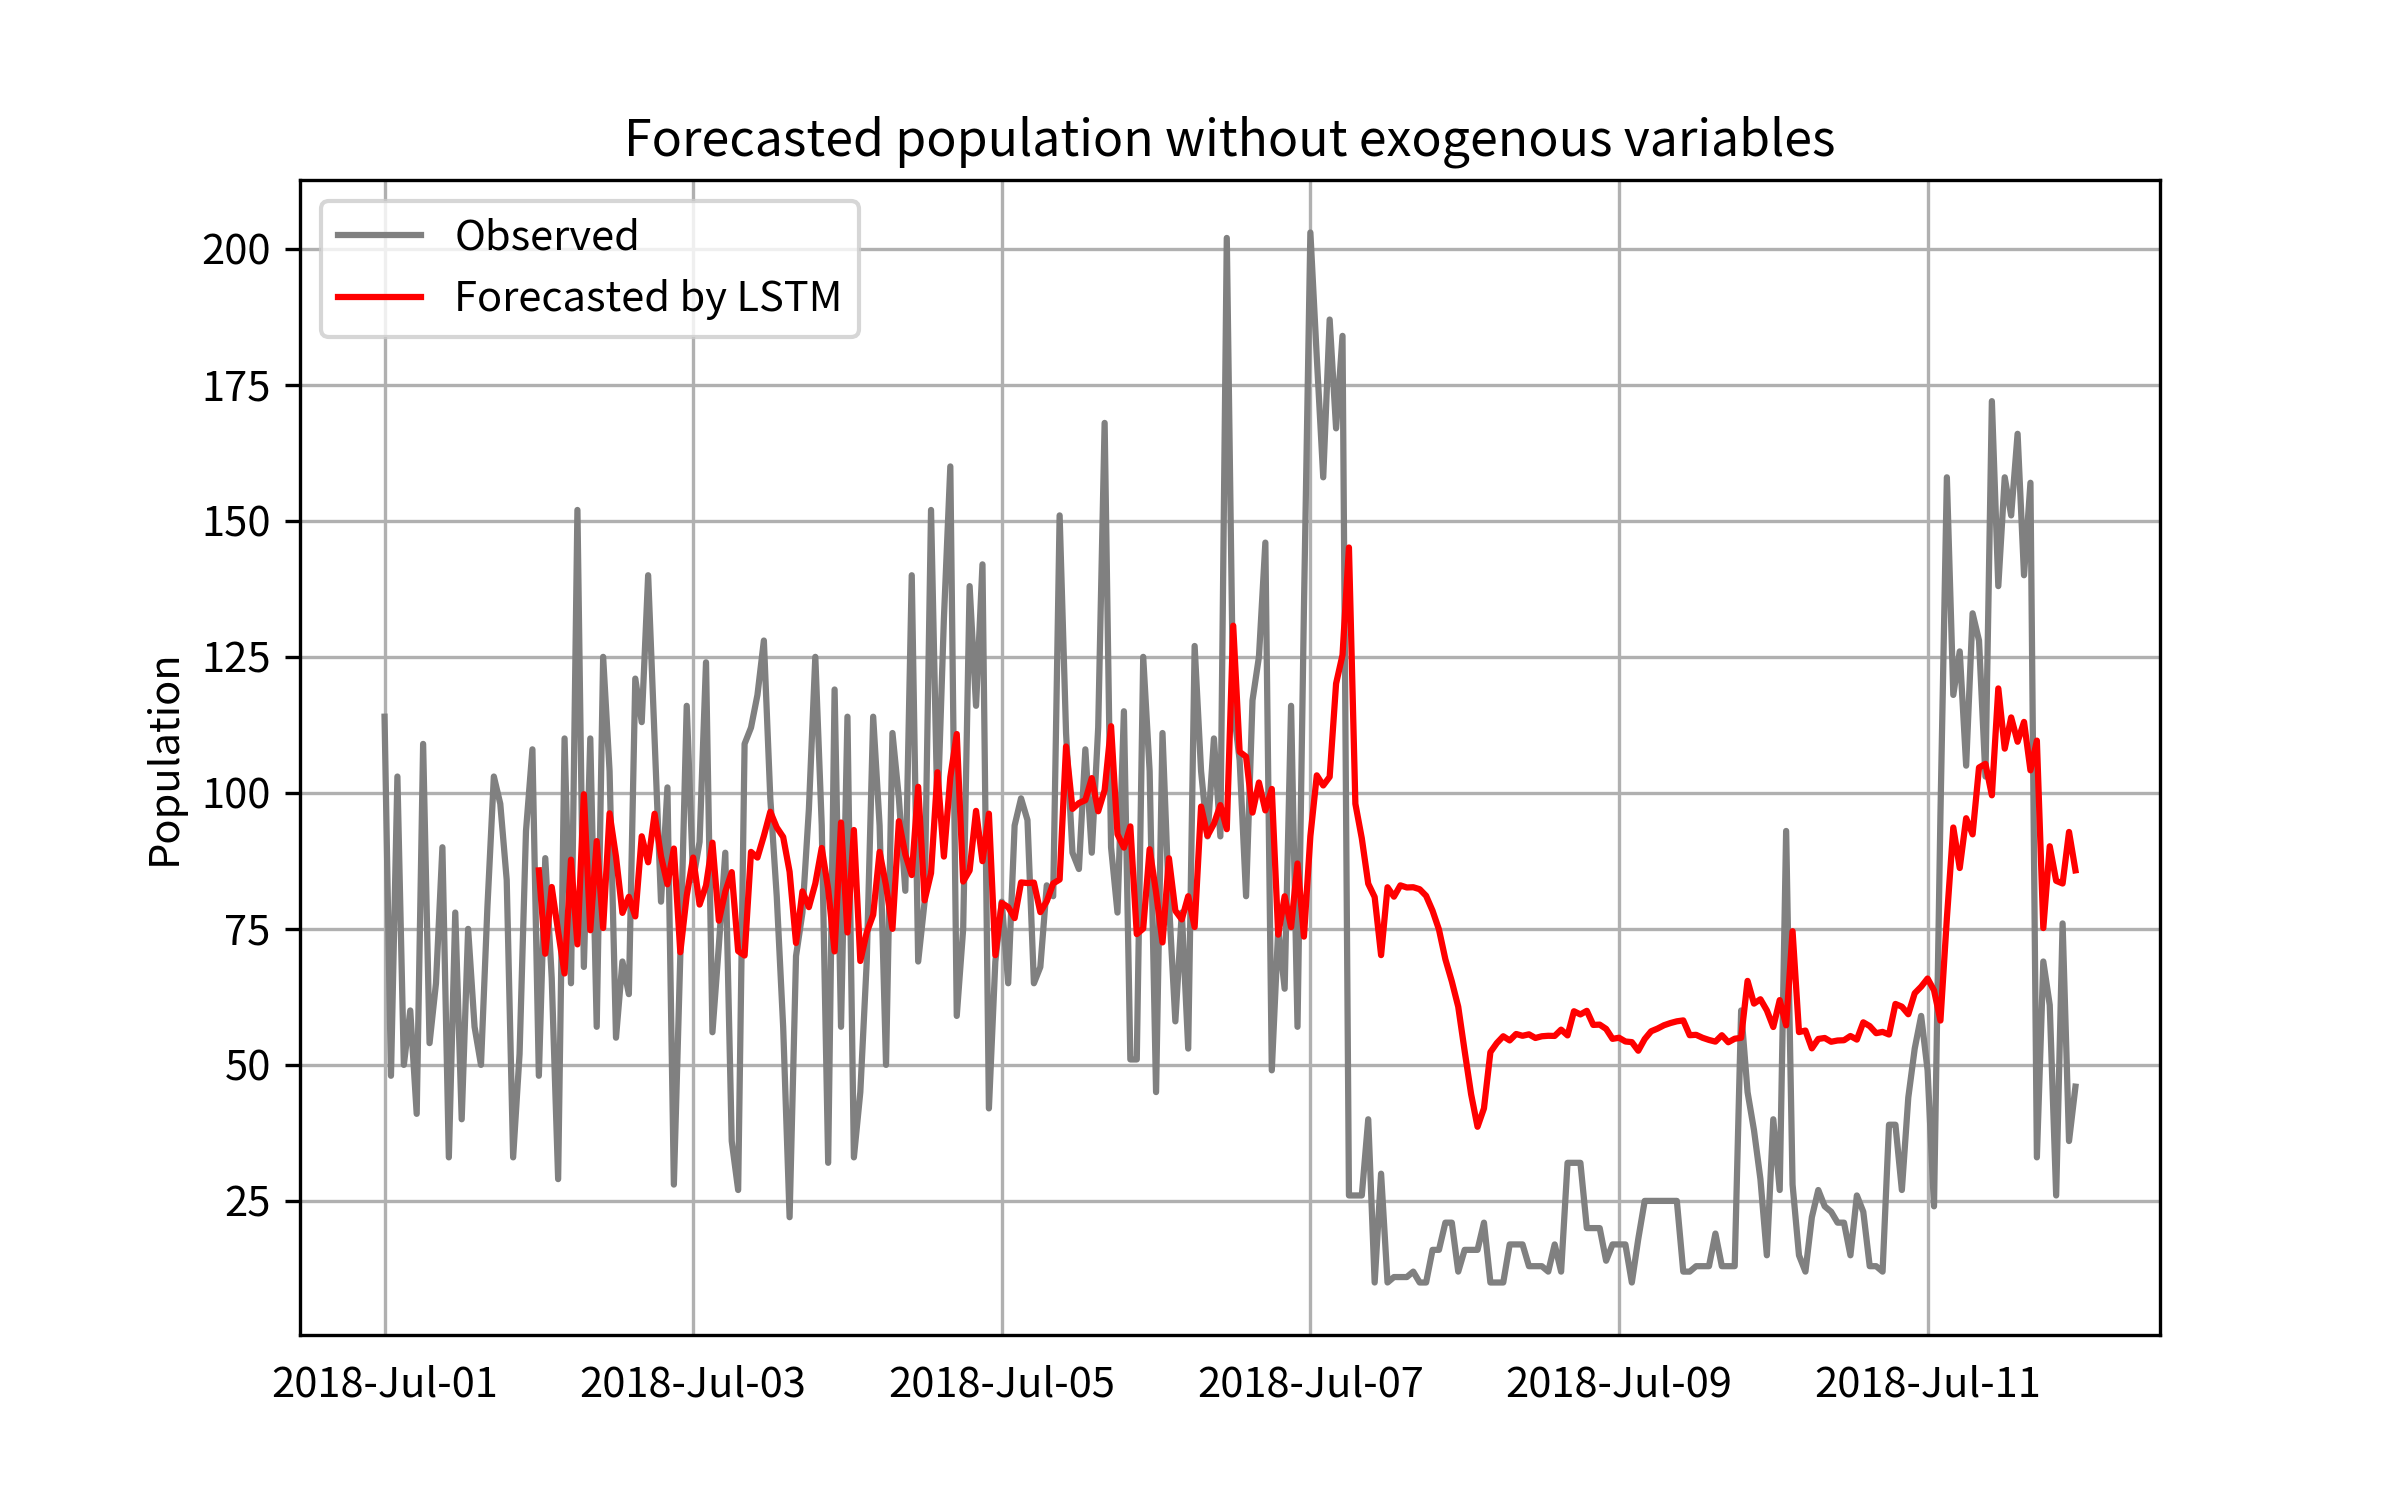 Forecasted population without exogenous variables
Observed
Forecasted by LSTM
Population
200
175
150
125
100
75
50
25
2018-Jul-01 2018-Jul-03 2018-Jul-05 2018-Jul-07 2018-Jul-09 2018-Jul-11